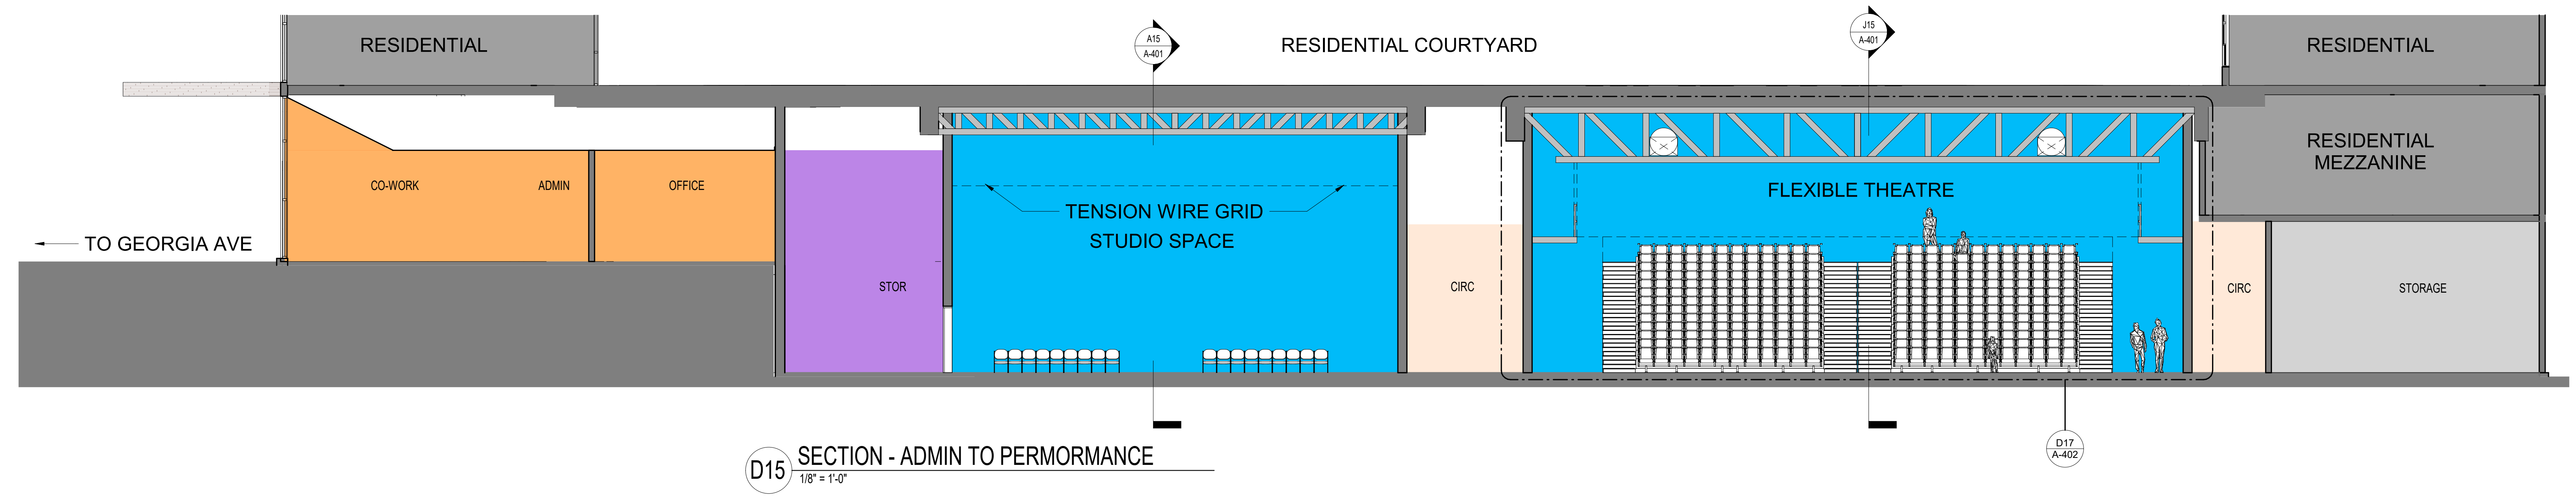 RESIDENTIAL
A15
A-401
RESIDENTIAL COURTYARD
J15
A-401
RESIDENTIAL
RESIDENTIAL
MEZZANINE
CO-WORK
ADMIN
OFFICE
FLEXIBLE THEATRE
TENSION WIRE GRID
STUDIO SPACE
TO GEORGIA AVE
STOR
CIRC
CIRC
STORAGE
D17
A-402
D15
SECTION - ADMIN TO PERMORMANCE
1/8" = 1'-0"